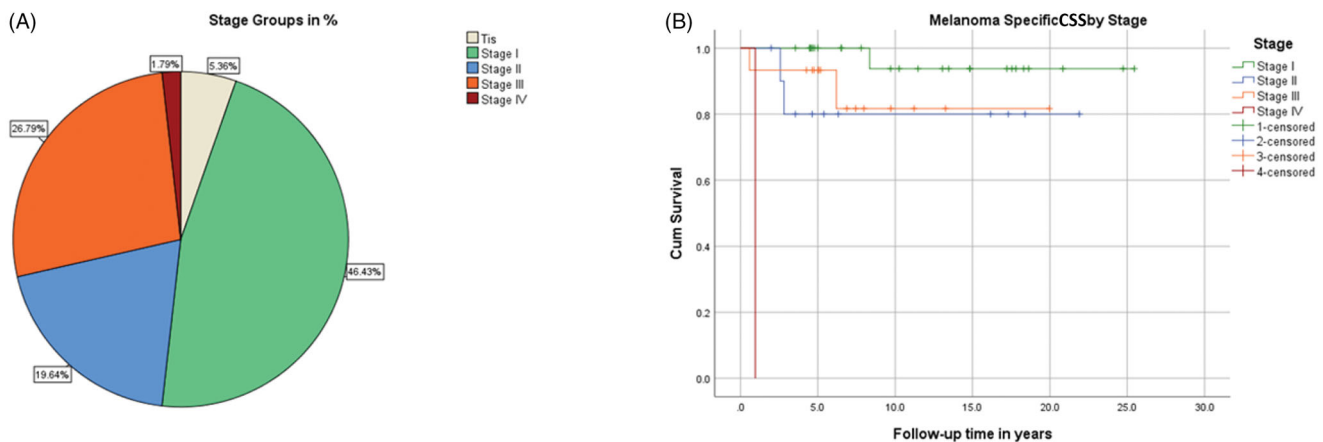 (A)
Stage Groups in %
Tis
Stage I
Stage II
Stage III
Stage IV
1.79%
5.36%
26.79%
46.43%
19.64%
(B)
Melanoma SpecificCSSby Stage
Cum Survival
1.0
0.8
0.6
0.4
0.2
0.0
.0 5.0 10.0 15.0 20.0 25.0 30.0
Follow-up time in years
Stage
Stage I
Stage II
Stage III
Stage IV
1-censored
2-censored
3-censored
4-censored